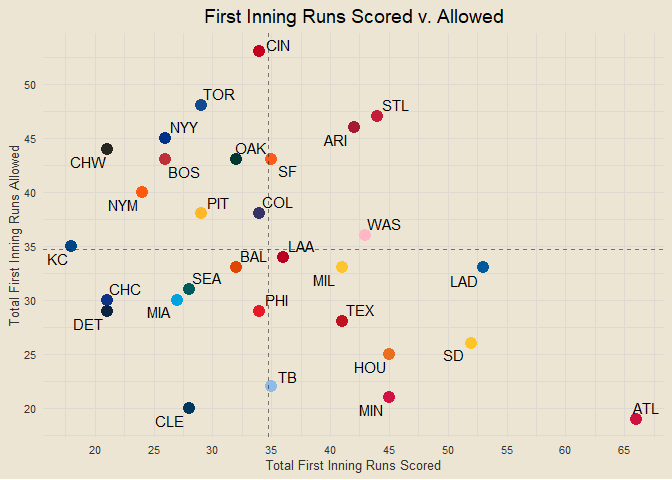 First Inning Runs Scored v. Allowed
CIN
TOR
STL
NYY
ARI
OAK
CHW
BOS
SF
NYM
PIT
COL
WAS
KC
BAL
LAA
SEA
MIL
LAD
CHC
MIA
PHI
DET
TEX
HOU
SD
TB
CLE
MIN
ATL
50
45
40
35
30
25
20
Total First Inning Runs Allowed
20 25 30 35 40 45 50 55 60 65
Total First Inning Runs Scored